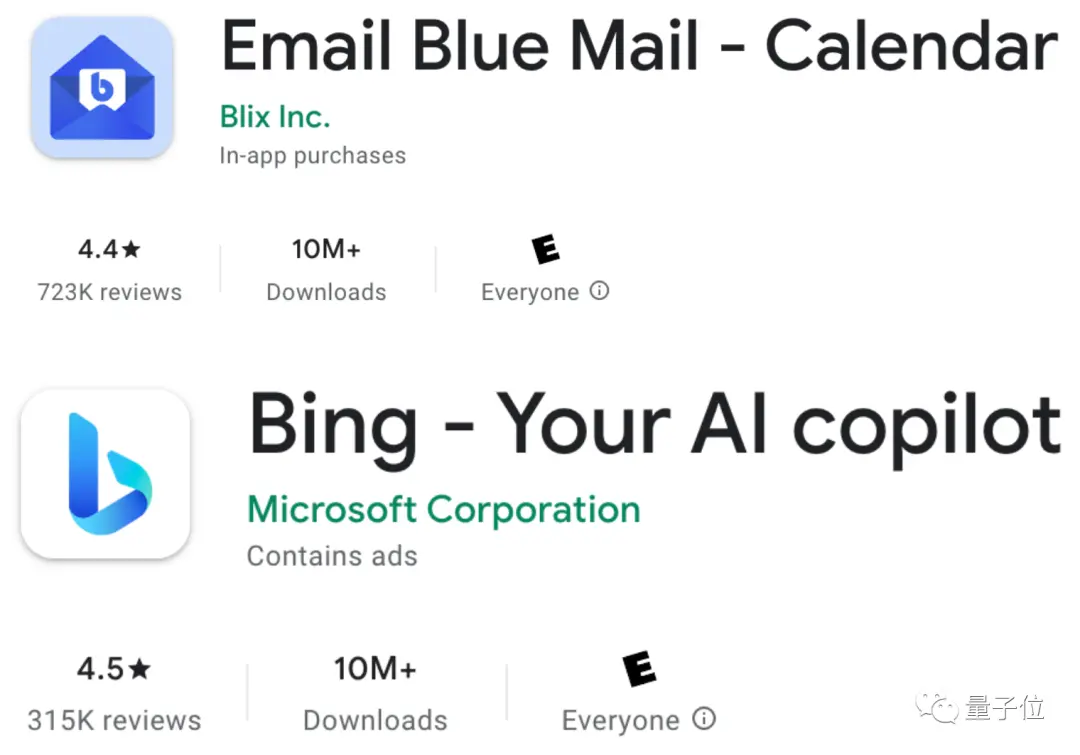 Email Blue Mail - Calendar
Blix Inc.
In-app purchases
4.4★ 10M+ E
723K reviews Downloads Everyone
Bing - Your AI copilot
Microsoft Corporation
Contains ads
4.5★ 10M+ E
315K reviews Downloads Everyone
量子位